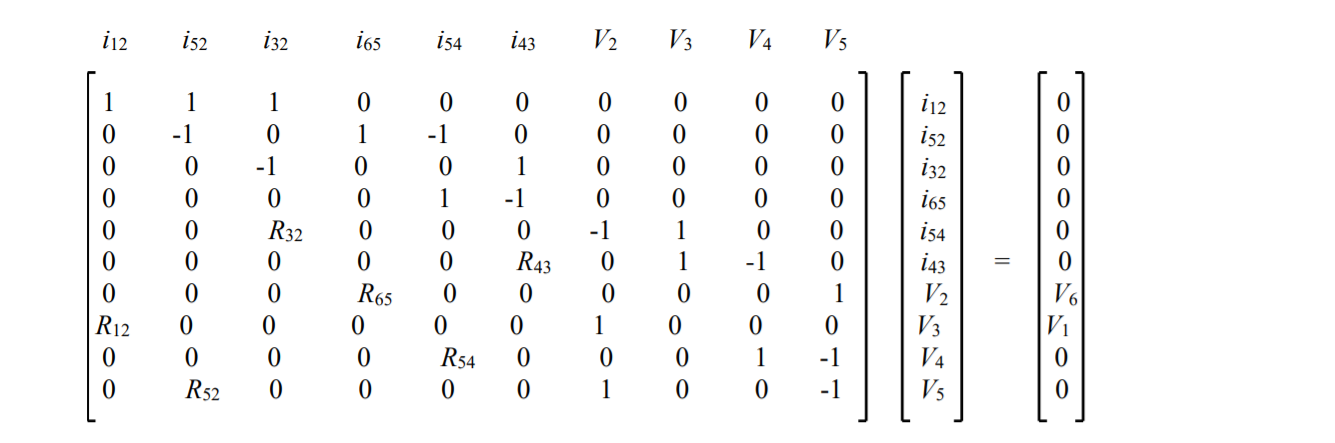 i12 i52 i32 i65 i54 i43 V2 V3 V4 V5
1 1 1 0 0 0 0 0 0 0 i12 0
0 -1 0 1 -1 0 0 0 0 0 i52 0
0 0 -1 0 0 1 0 0 0 0 i32 0
0 0 0 0 1 -1 0 0 0 0 i65 0
0 0 R32 0 0 0 -1 1 0 0 i54 0
0 0 0 0 0 R43 0 1 -1 0 i43 = 0
0 0 0 R65 0 0 0 0 0 1 V2 V6
R12 0 0 0 0 0 1 0 0 0 V3 V1
0 0 0 0 R54 0 0 0 1 -1 V4 0
0 R52 0 0 0 0 1 0 0 -1 V5 0